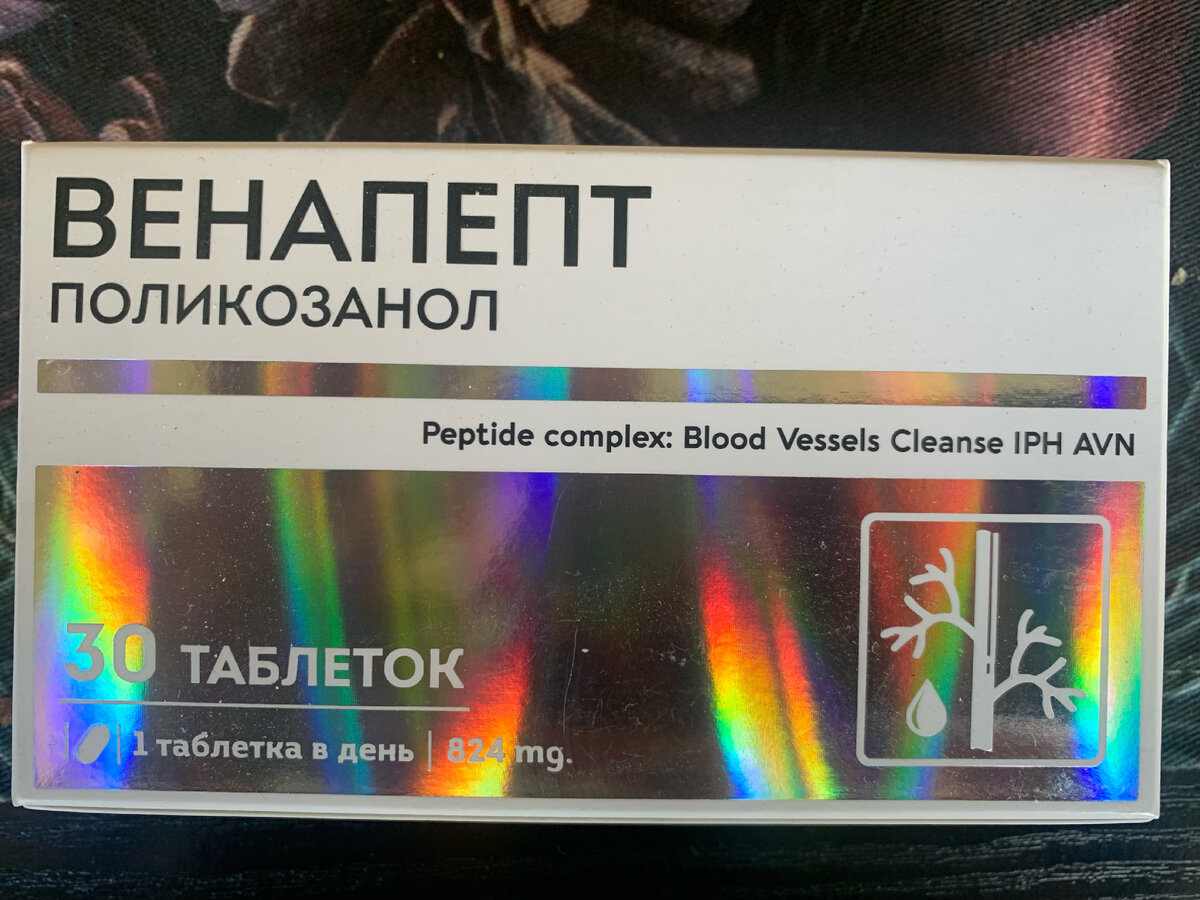 ВЕНАПЕПТ
ПОЛИКОЗАНОЛ
Peptide complex: Blood Vessels Cleanse IPH AVN
30 ТАБЛЕТОК
1 таблетка в день | 824 mg.